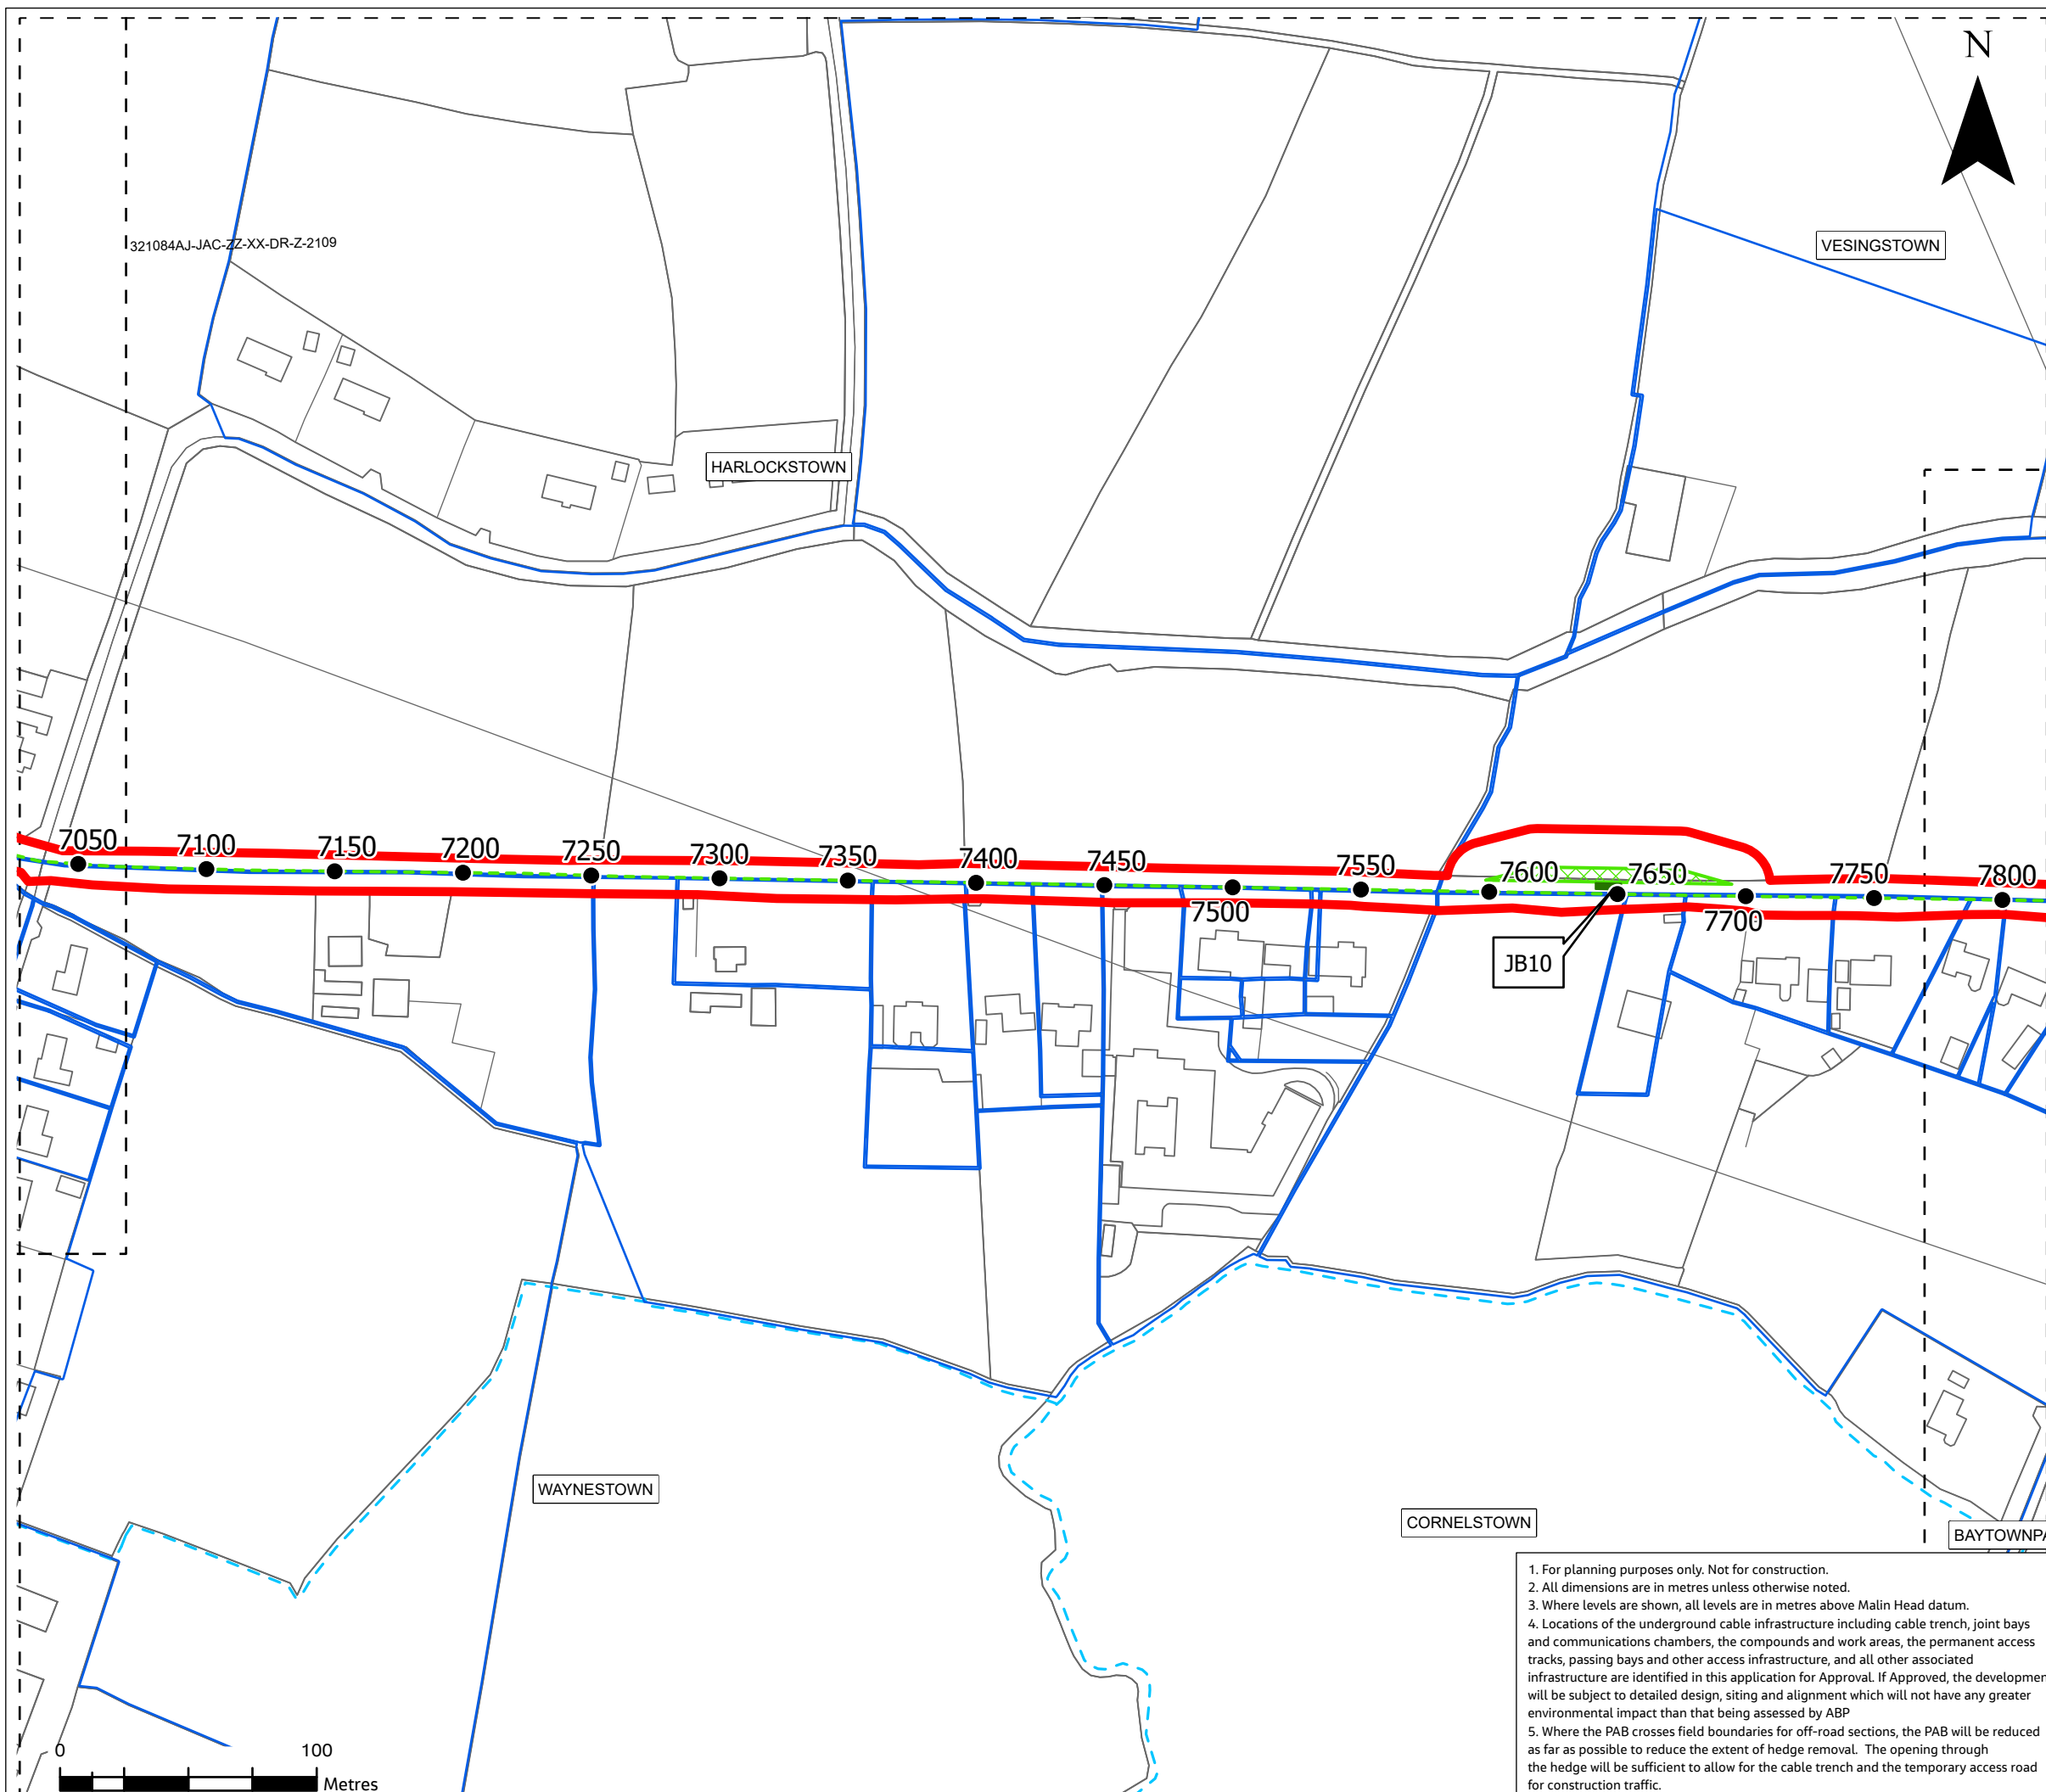 N
321084AJ-JAC-ZZ-XX-DR-Z-2109
VESINGSTOWN
HARLOCKSTOWN
7050
7100
7150
7200
7250
7300
7350
7400
7450
7500
7550
7600
7650
7700
7750
7800
JB10
WAYNESTOWN
CORNELSTOWN
BAYTOWNPA
1. For planning purposes only. Not for construction.
2. All dimensions are in metres unless otherwise noted.
3. Where levels are shown, all levels are in metres above Malin Head datum.
4. Locations of the underground cable infrastructure including cable trench, joint bays
and communications chambers, the compounds and work areas, the permanent access
tracks, passing bays and other access infrastructure, and all other associated
infrastructure are identified in this application for Approval. If Approved, the developmen
will be subject to detailed design, siting and alignment which will not have any greater
environmental impact than that being assessed by ABP
5. Where the PAB crosses field boundaries for off-road sections, the PAB will be reduced
as far as possible to reduce the extent of hedge removal. The opening through
the hedge will be sufficient to allow for the cable trench and the temporary access road
for construction traffic.
0 100
Metres